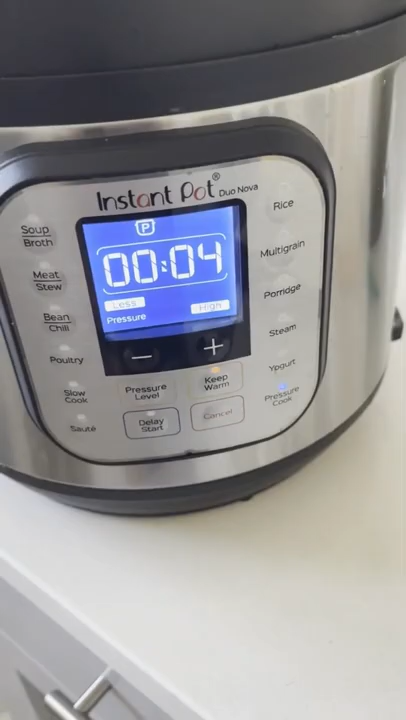 Instant Pot® Duo Nova
P
00:04
Less High
Pressure
− +
Soup
Broth
Meat
Stew
Bean
Chili
Poultry
Slow
Cook
Sauté
Pressure
Level
Keep
Warm
Delay
Start
Cancel
Rice
Multigrain
Porridge
Steam
Yogurt
Pressure
Cook